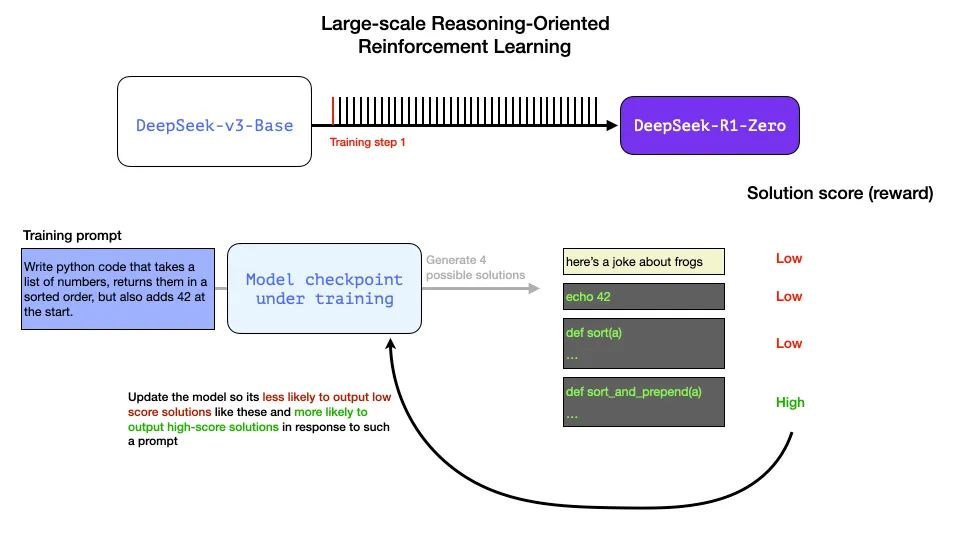 Large-scale Reasoning-Oriented
Reinforcement Learning
DeepSeek-v3-Base
DeepSeek-R1-Zero
Training step 1
Solution score (reward)
Training prompt
Write python code that takes a
list of numbers, returns them in a
sorted order, but also adds 42 at
the start.
Model checkpoint
under training
Generate 4
possible solutions
here's a joke about frogs
Low
echo 42
Low
def sort(a)
...
Low
def sort_and_prepend(a)
...
High
Update the model so its less likely to output low
score solutions like these and more likely to
output high-score solutions in response to such
a prompt